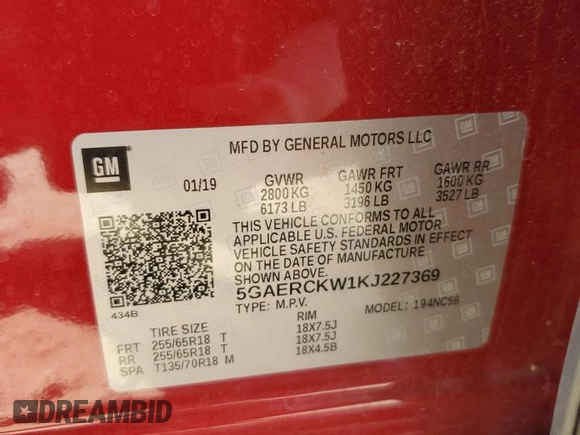 MFD BY GENERAL MOTORS LLC
GM
01/19 GVWR GAWR FRT GAWR RR
2800 KG 1450 KG 1600 KG
6173 LB 3196 LB 3527 LB
THIS VEHICLE CONFORMS TO ALL
APPLICABLE U.S. FEDERAL MOTOR
VEHICLE SAFETY STANDARDS IN EFFECT
ON THE DATE OF MANUFACTURE
SHOWN ABOVE.
5GAERCKW1KJ227369
434B TYPE: M.P.V. MODEL: 194NC56
TIRE SIZE RIM
FRT 255/65R18 T 18X7.5J
RR 255/65R18 T 18X7.5J
SPA T135/70R18 M 18X4.5B
DREAMBID